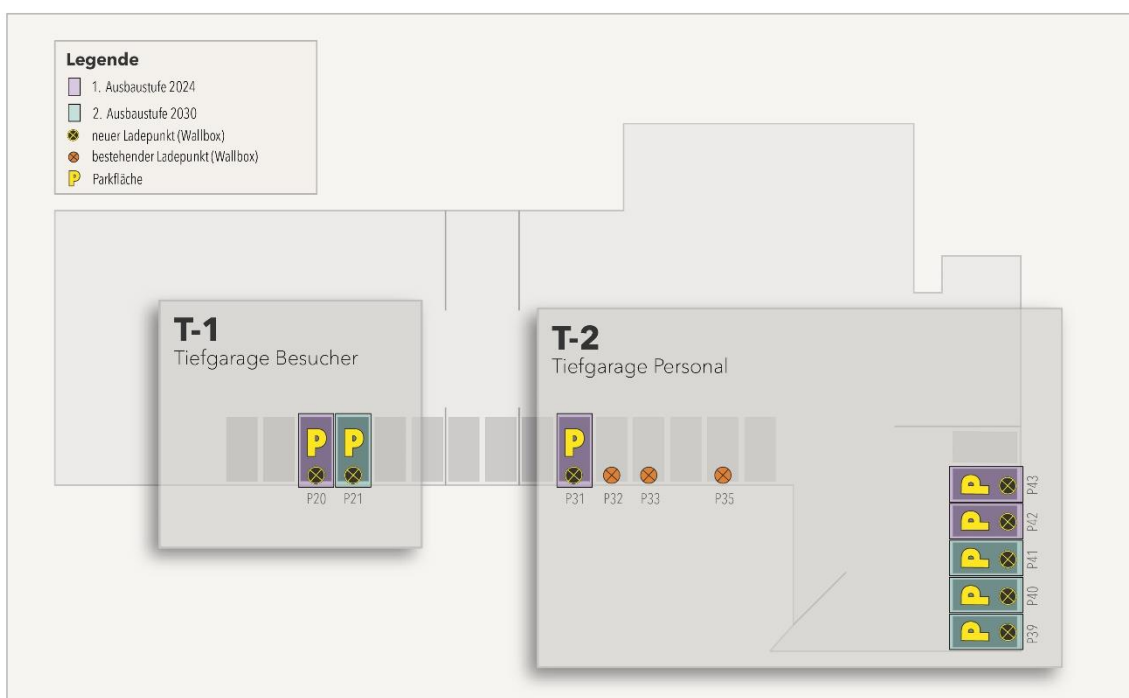 Legende
1. Ausbaustufe 2024
2. Ausbaustufe 2030
neuer Ladepunkt (Wallbox)
bestehender Ladepunkt (Wallbox)
P Parkfläche
T-1
Tiefgarage Besucher
P P
P20 P21
T-2
Tiefgarage Personal
P
P31 P32 P33 P35
P P43
P P42
P P41
P P40
P P39